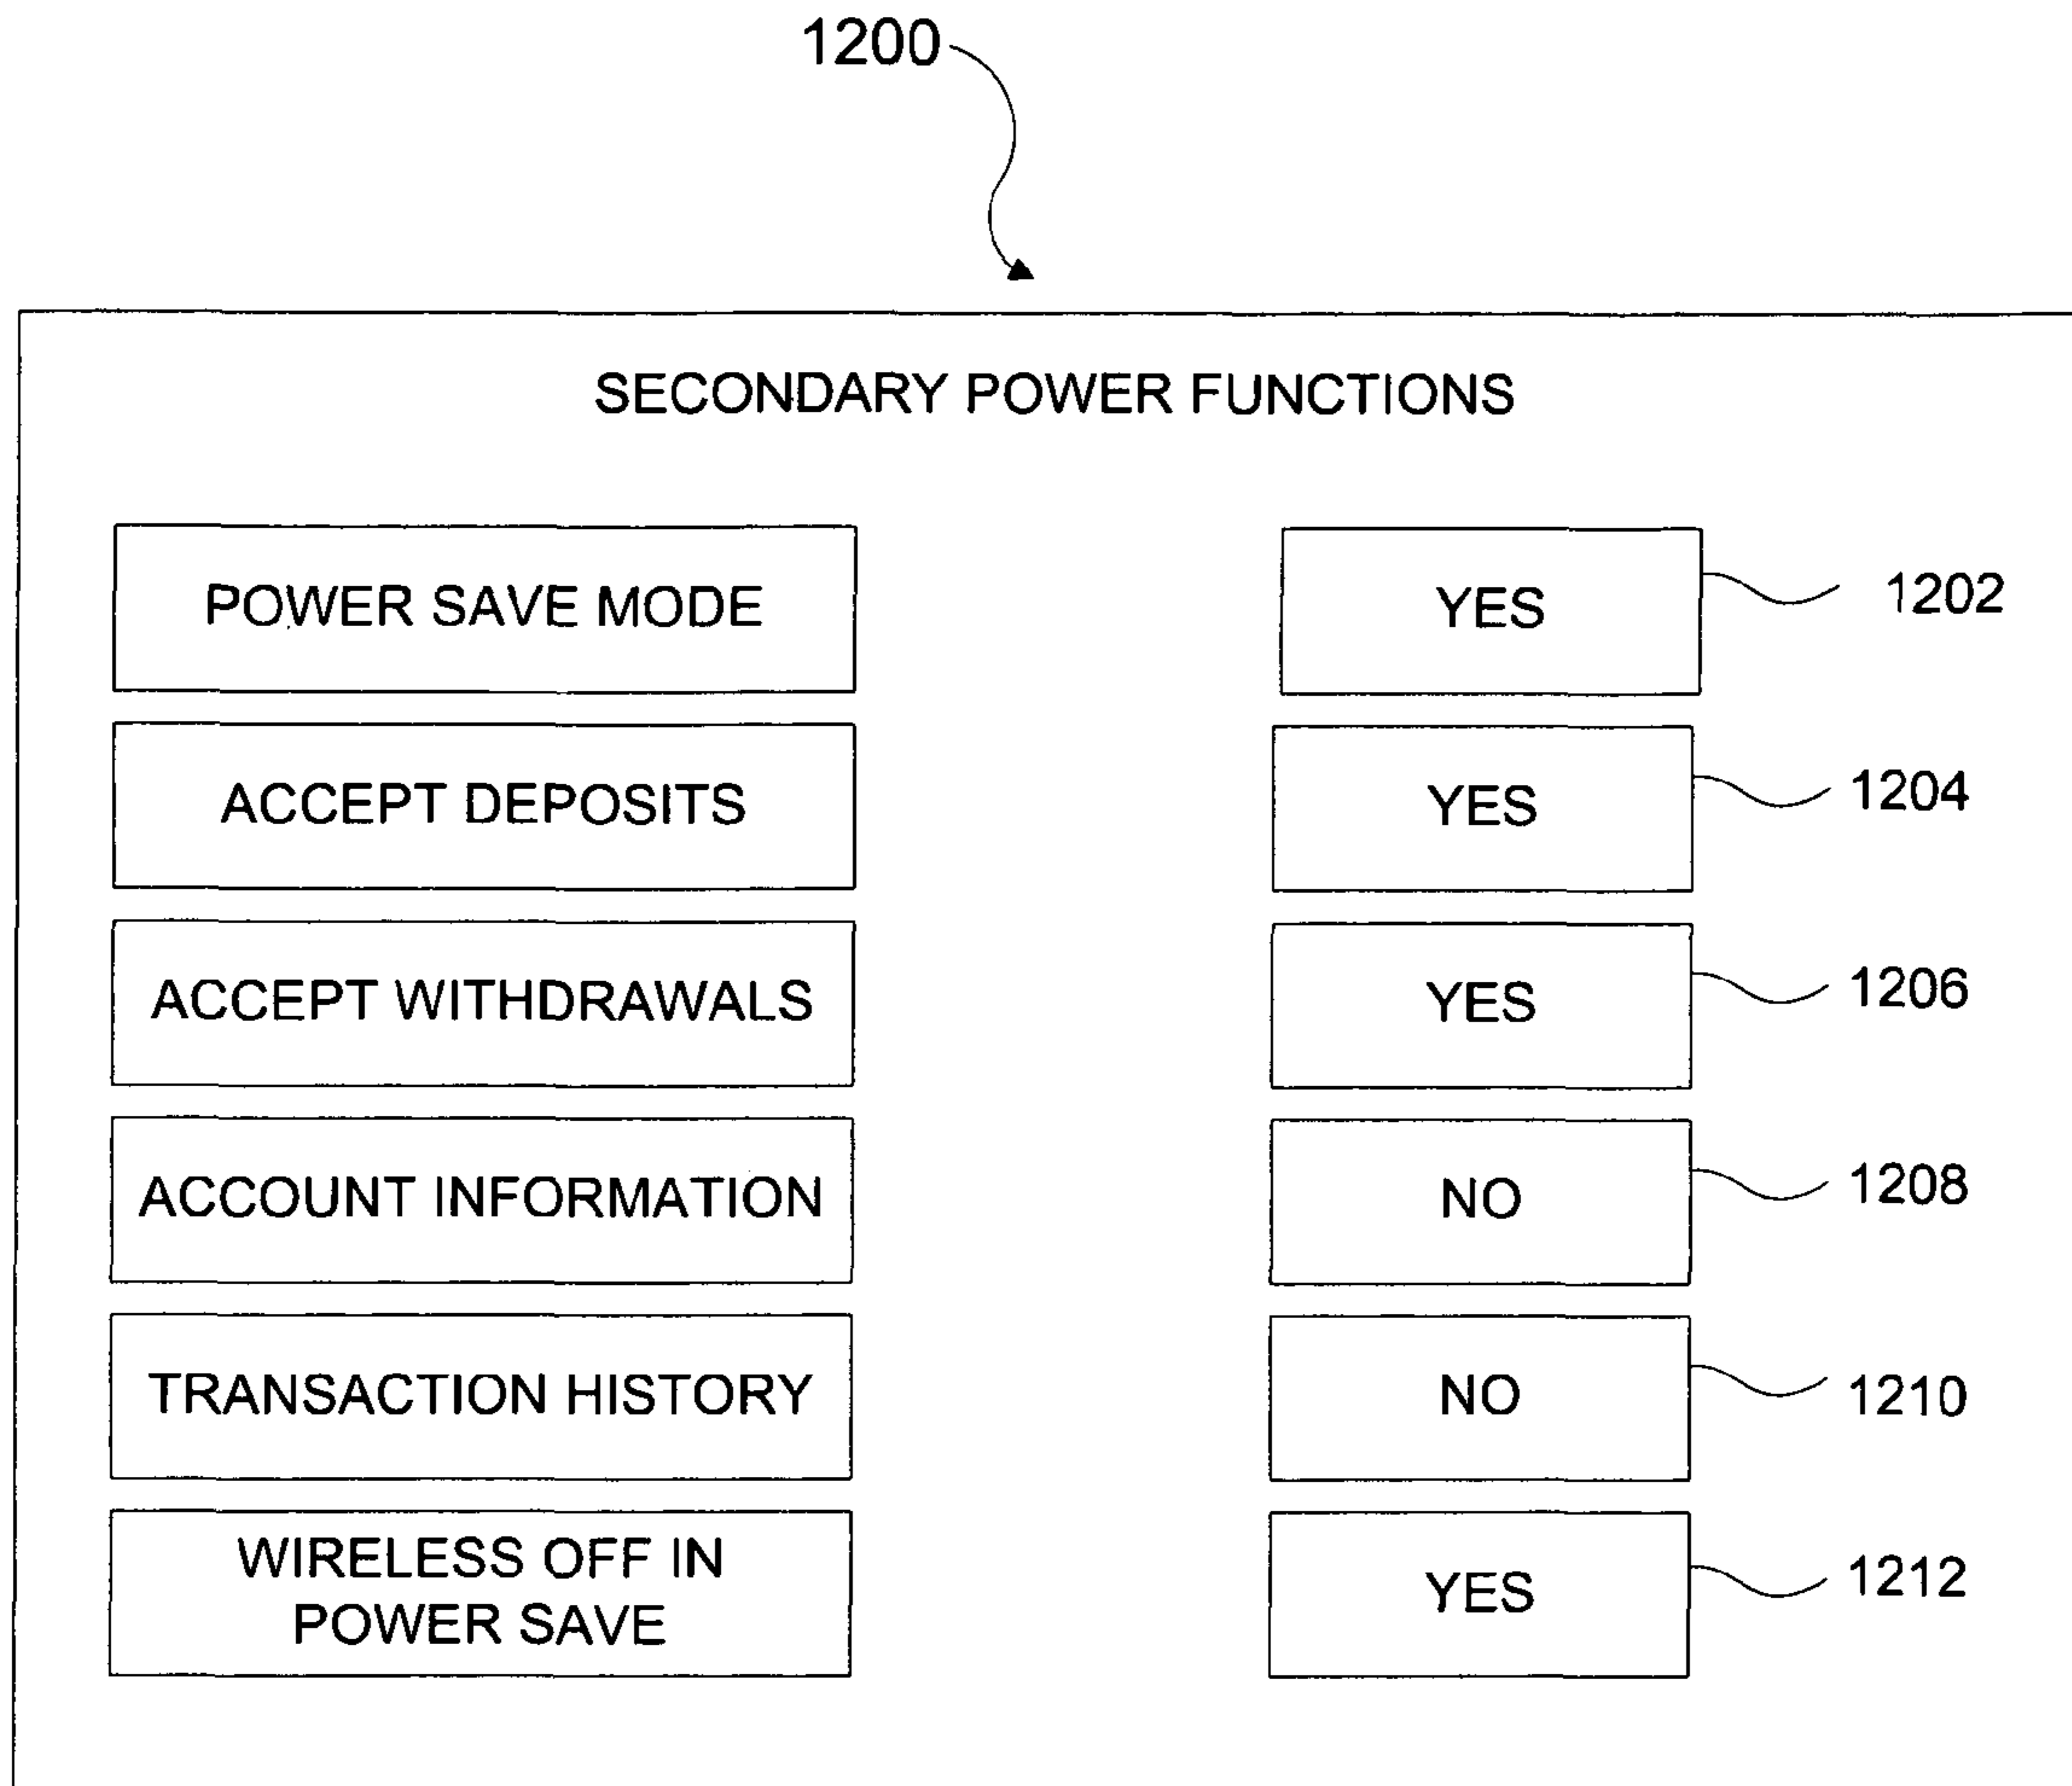 1200
SECONDARY POWER FUNCTIONS
POWER SAVE MODE
YES
1202
ACCEPT DEPOSITS
YES
1204
ACCEPT WITHDRAWALS
YES
1206
ACCOUNT INFORMATION
NO
1208
TRANSACTION HISTORY
NO
1210
WIRELESS OFF IN
POWER SAVE
YES
1212